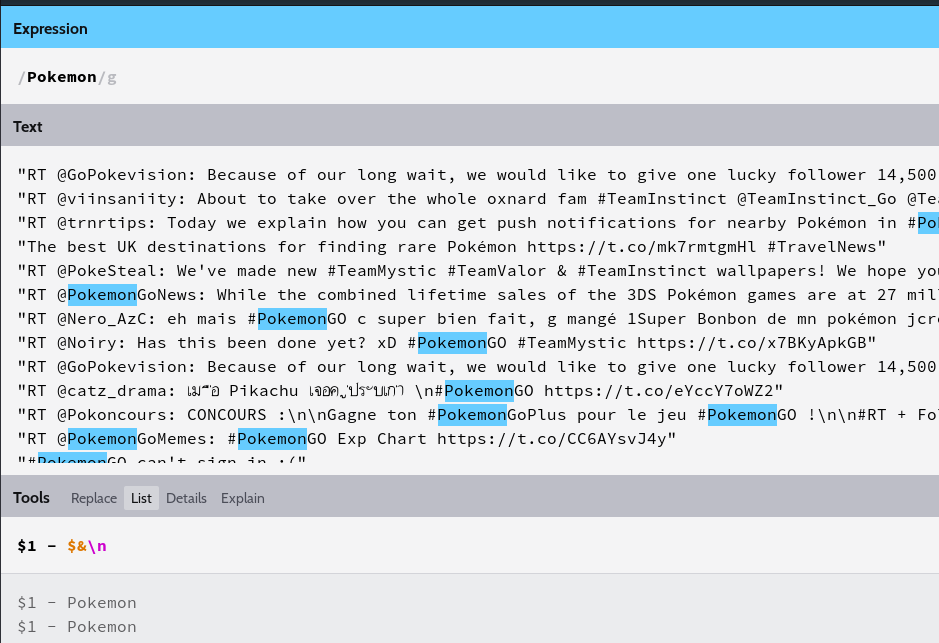 Expression
/Pokemon/g
Text
"RT @GoPokevision: Because of our long wait, we would like to give one lucky follower 14,500
"RT @viinsaniity: About to take over the whole oxnard fam #TeamInstinct @TeamInstinct_Go @Tea
"RT @trnrtips: Today we explain how you can get push notifications for nearby Pokémon in #Po
"The best UK destinations for finding rare Pokémon https://t.co/mk7rmtgmHl #TravelNews"
"RT @PokeSteal: We've made new #TeamMystic #TeamValor & #TeamInstinct wallpapers! We hope you
"RT @PokemonGoNews: While the combined lifetime sales of the 3DS Pokémon games are at 27 mil
"RT @Nero_AzC: eh mais #PokemonGO c super bien fait, g mangé 1Super Bonbon de mn pokémon jcr
"RT @Noiry: Has this been done yet? xD #PokemonGO #TeamMystic https://t.co/x7BKyApkGB"
"RT @GoPokevision: Because of our long wait, we would like to give one lucky follower 14,500
"RT @catz_drama: เมื่อ Pikachu เจอคู่ปรับเก่า \n#PokemonGO https://t.co/eYccY7oWZ2"
"RT @Pokoncours: CONCOURS :\n\nGagne ton #PokemonGoPlus pour le jeu #PokemonGO !\n\n#RT + Fo
"RT @PokemonGoMemes: #PokemonGO Exp Chart https://t.co/CC6AYsvJ4y"
"#PokemonGO can't sign in :("
Tools Replace List Details Explain
$1 - $&\n
$1 - Pokemon
$1 - Pokemon